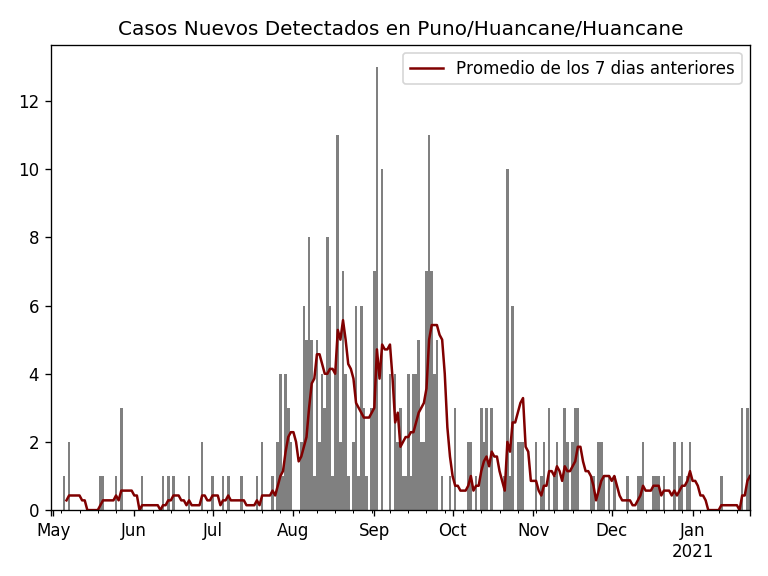 Casos Nuevos Detectados en Puno/Huancane/Huancane
Promedio de los 7 dias anteriores
12
10
8
6
4
2
0
May Jun Jul Aug Sep Oct Nov Dec Jan
2021